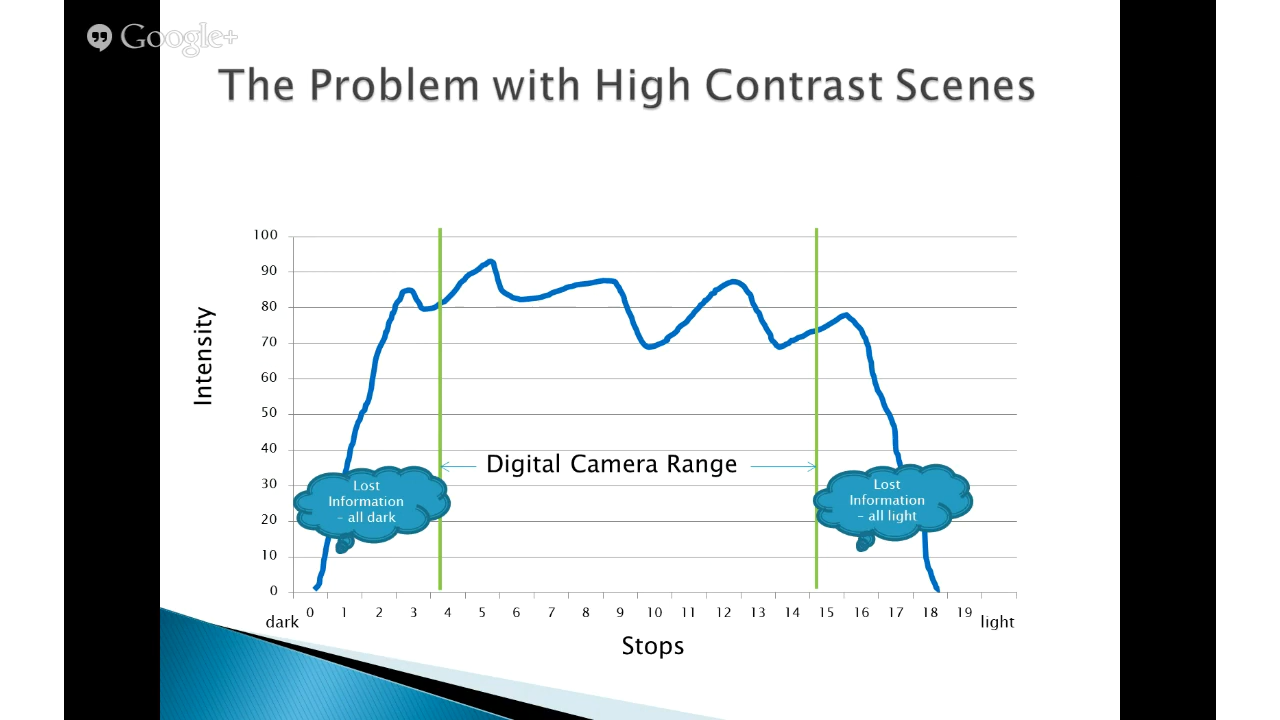 Google+
The Problem with High Contrast Scenes
100
90
80
70
60
50
40
30
20
10
0
Intensity
Digital Camera Range
Lost
Information
– all dark
Lost
Information
– all light
0 1 2 3 4 5 6 7 8 9 10 11 12 13 14 15 16 17 18 19
dark
light
Stops